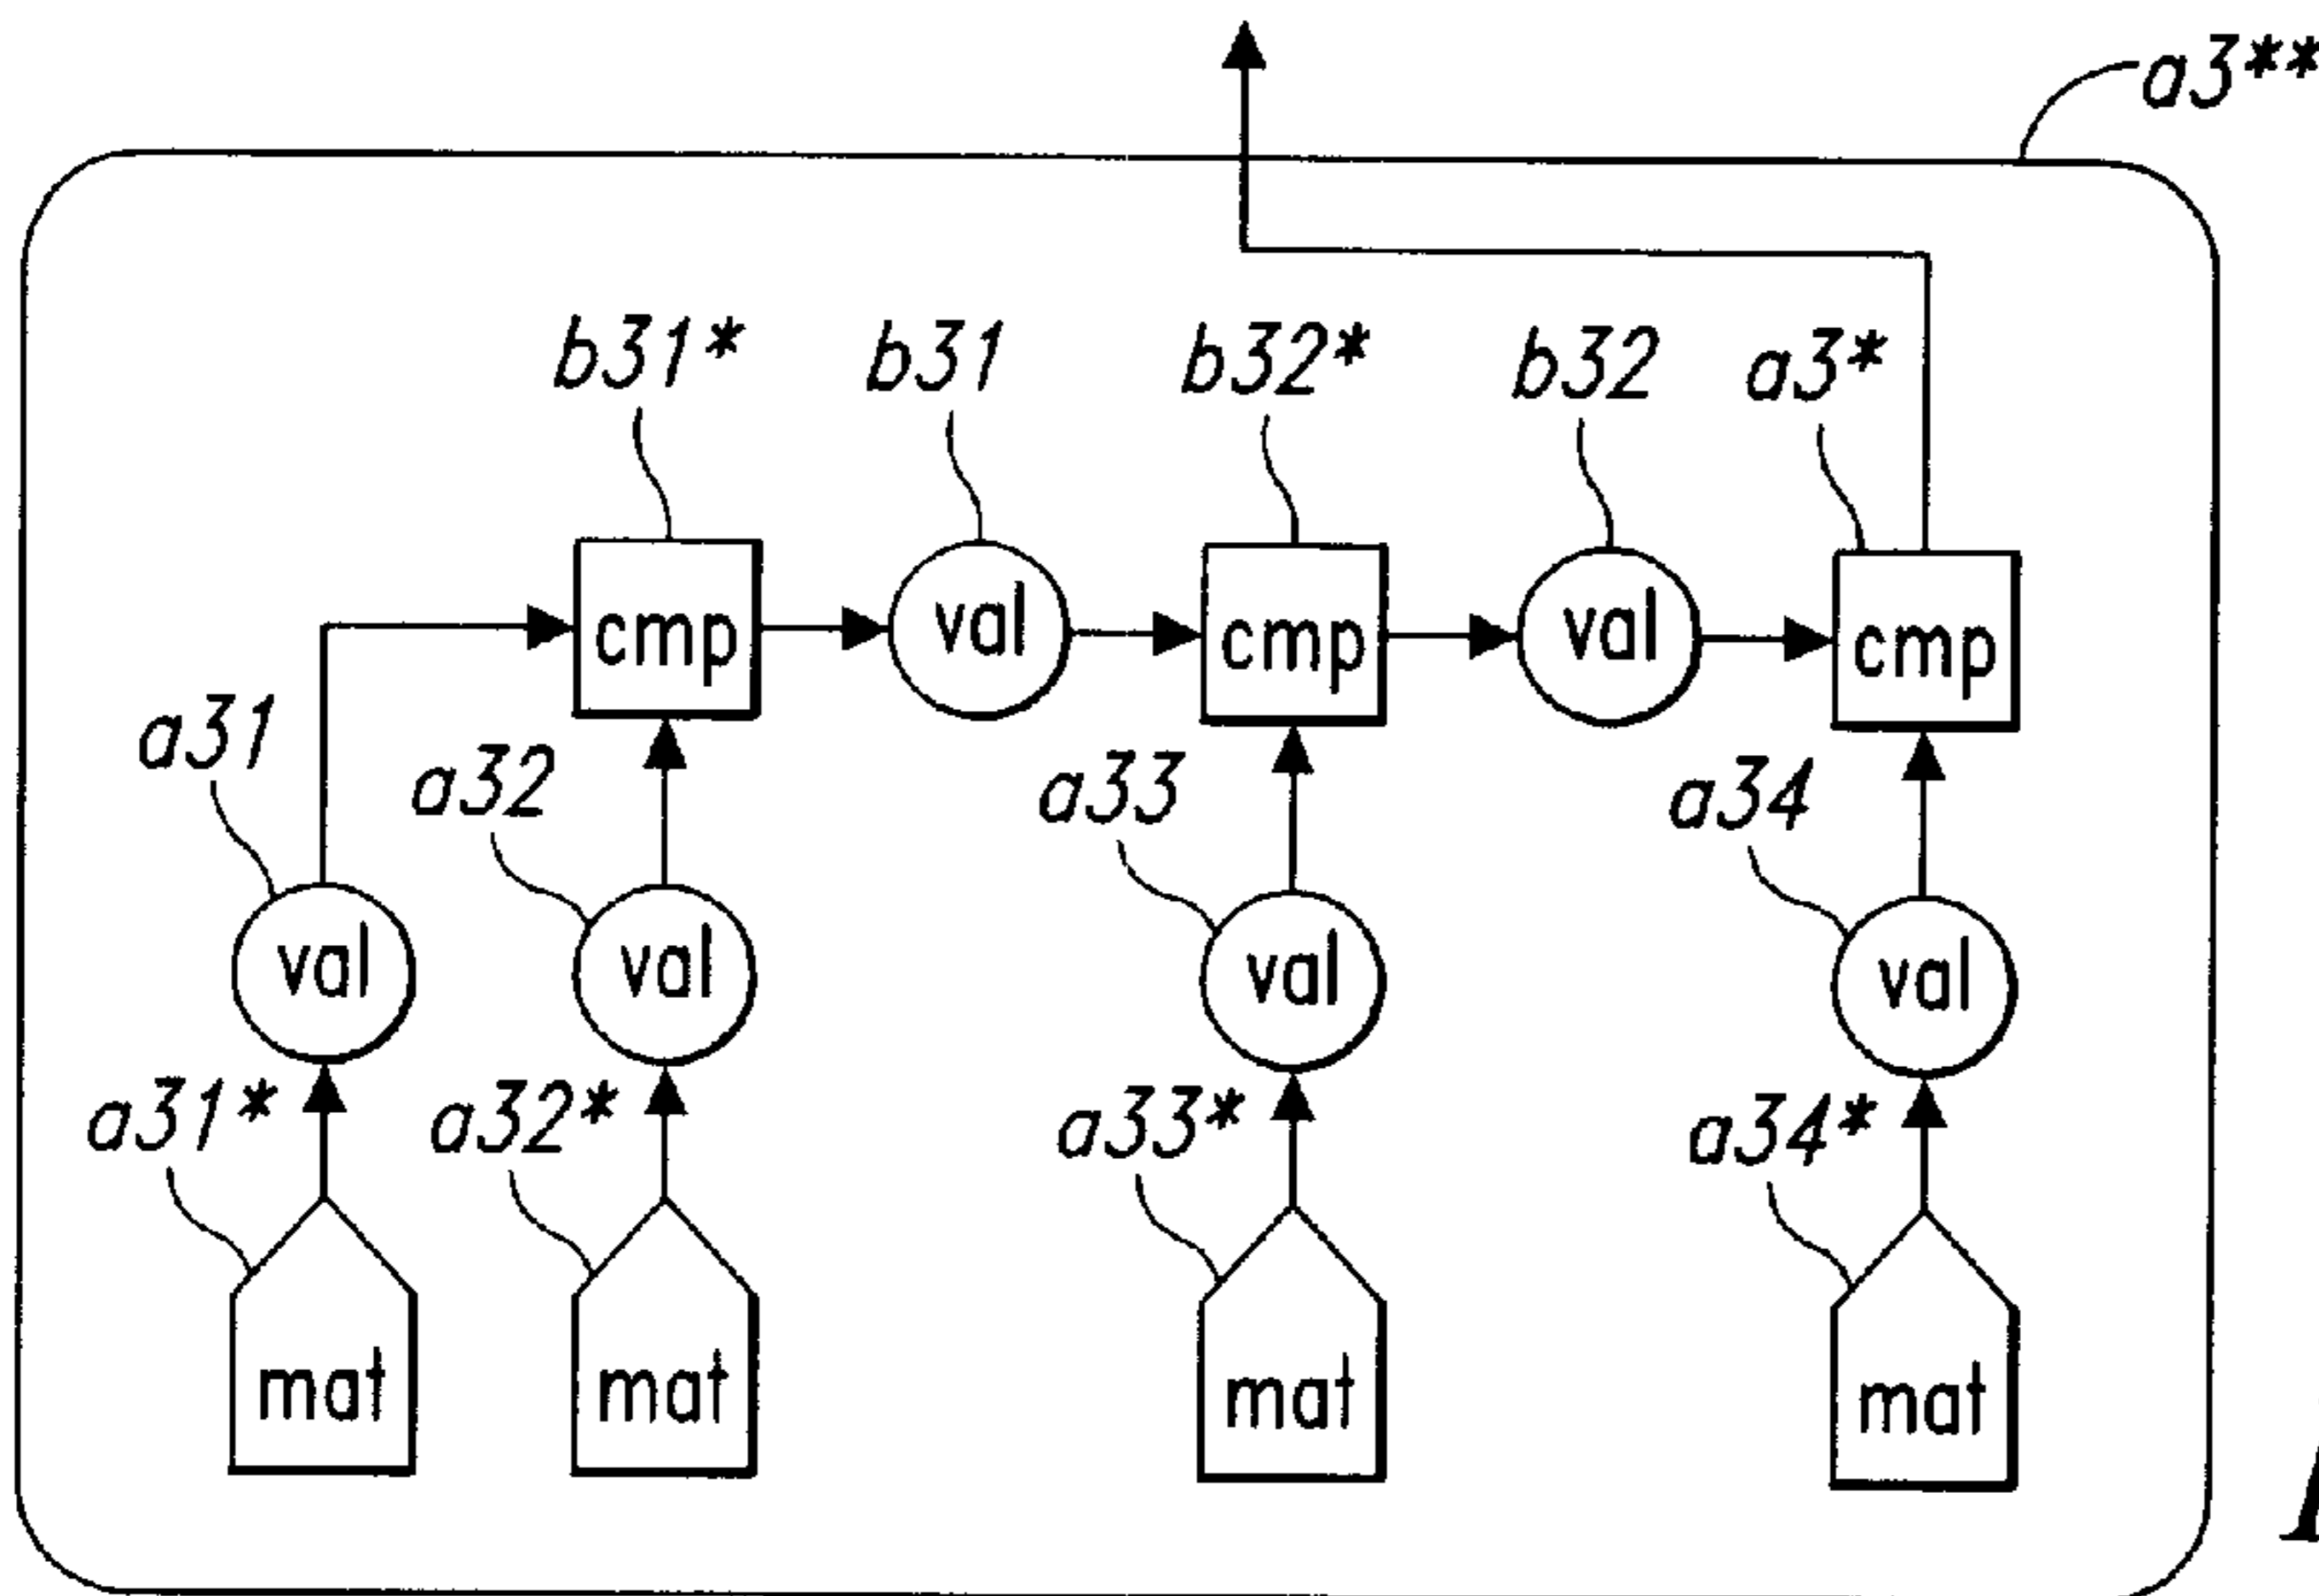 a3**
b31* b31 b32* b32 a3*
cmp val cmp val cmp
a31 a32 a33 a34
val val val val
a31* a32* a33* a34*
mat mat mat mat